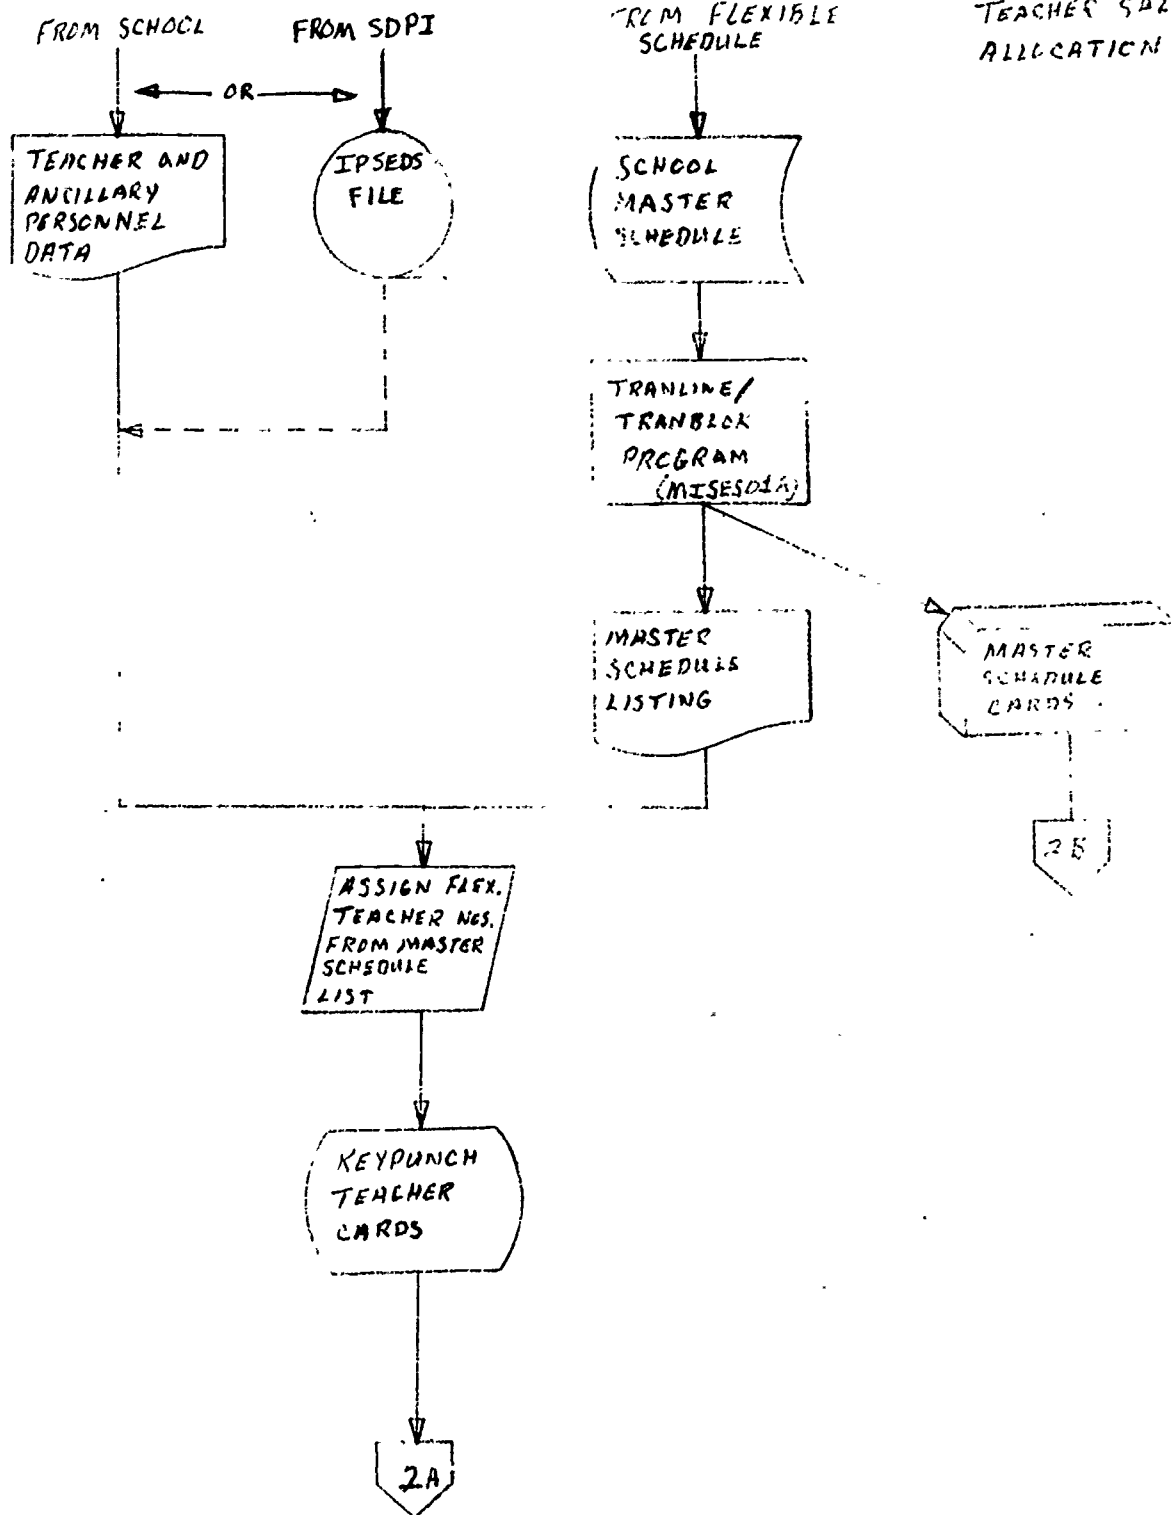 FROM SCHOOL
FROM SDPI
FROM FLEXIBLE
SCHEDULE
TEACHER
ALLOCATION
OR
TEACHER AND
ANCILLARY
PERSONNEL
DATA
IPSEDS
FILE
SCHOOL
MASTER
SCHEDULE
TRANLINE/
TRANBLOK
PROGRAM
(MISESD1A)
MASTER
SCHEDULE
LISTING
MASTER
SCHEDULE
CARDS
2B
ASSIGN FLEX.
TEACHER NOS.
FROM MASTER
SCHEDULE
LIST
KEYPUNCH
TEACHER
CARDS
2A